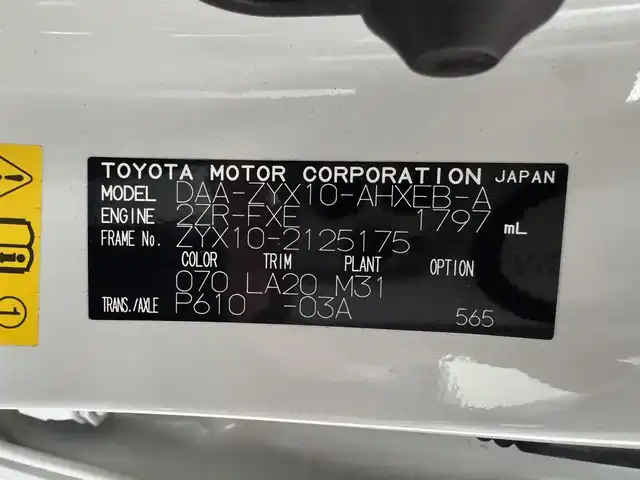 TOYOTA MOTOR CORPORATION JAPAN
MODEL DAA-ZYX10-AHXEB-A
ENGINE 2ZR-FXE 1797 mL
FRAME No. ZYX10-2125175
COLOR TRIM PLANT OPTION
070 LA20 M31
TRANS./AXLE P610 -03A 565
1